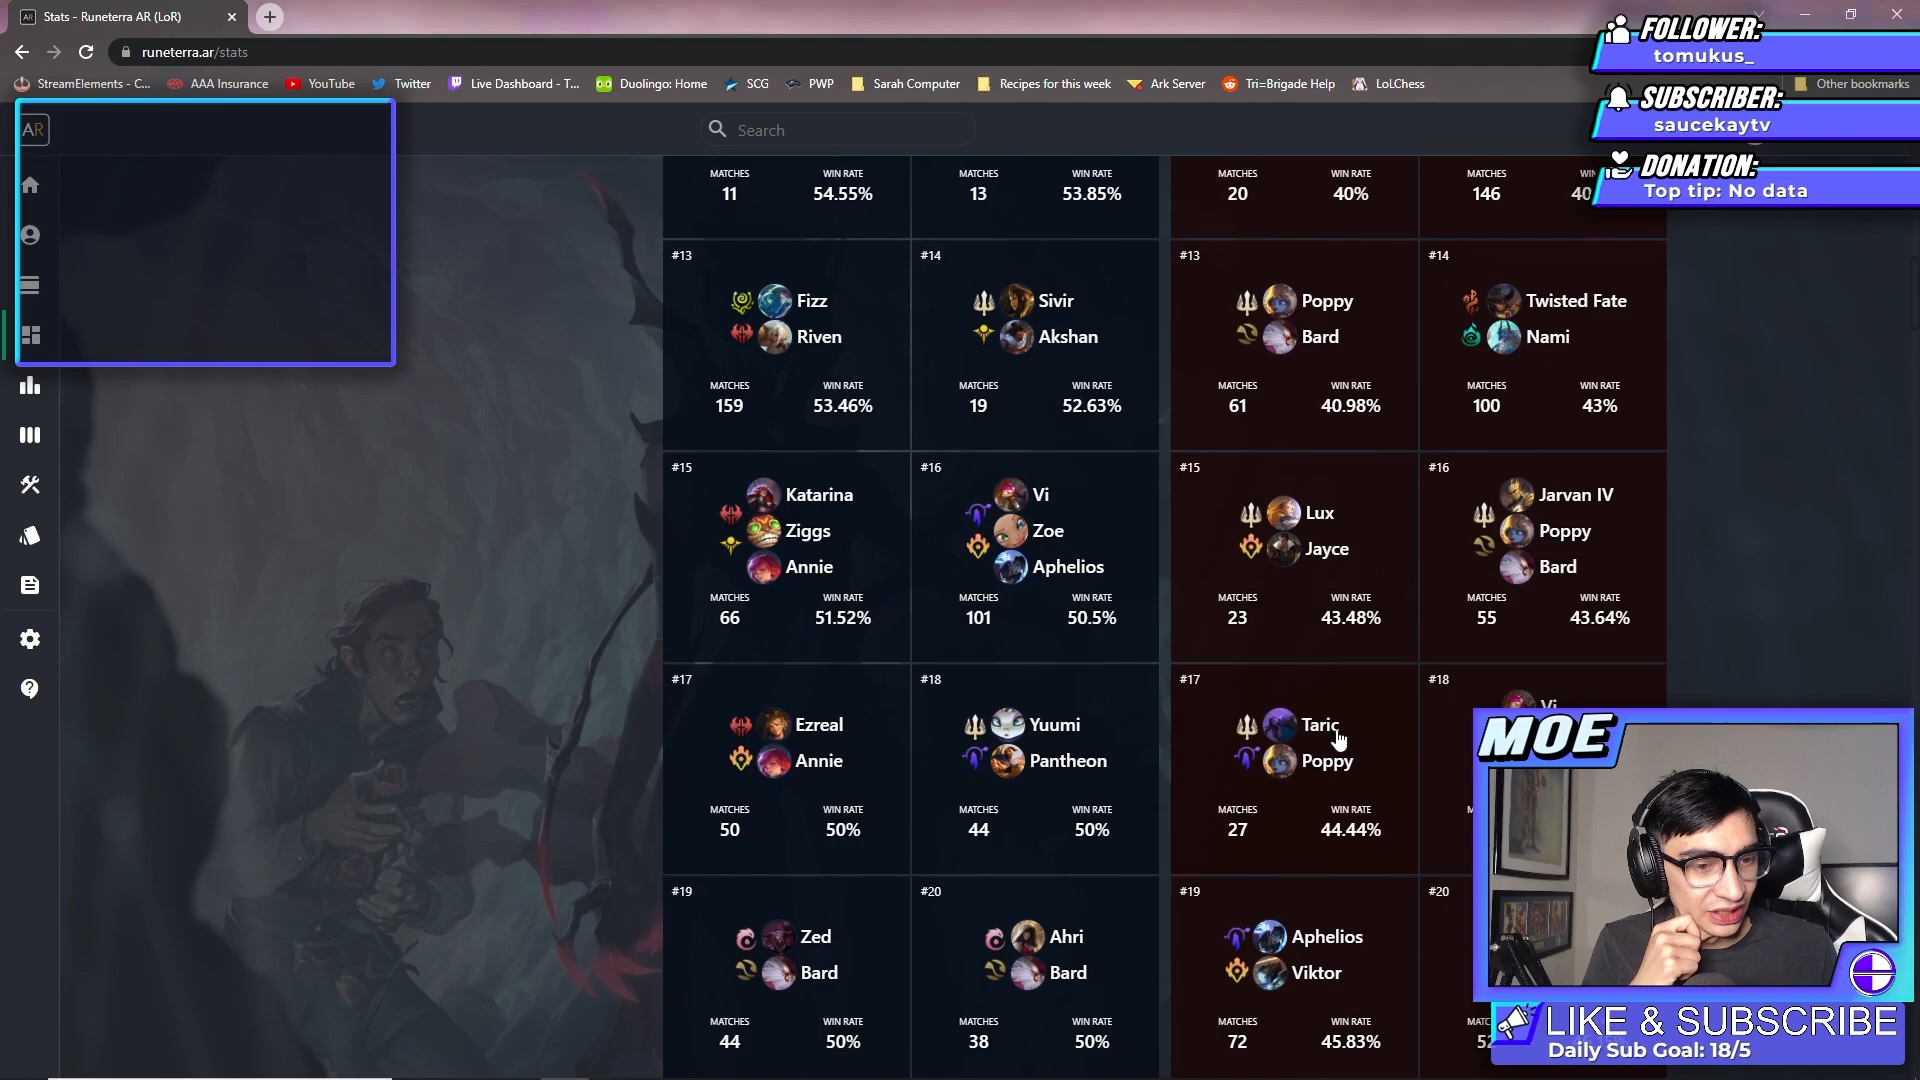 AR Stats - Runeterra AR (LoR)
runeterra.ar/stats
StreamElements - C... AAA Insurance YouTube Twitter Live Dashboard - T... Duolingo: Home SCG PWP Sarah Computer Recipes for this week Ark Server Tri=Brigade Help LoLChess Other bookmarks
FOLLOWER:
tomukus_
SUBSCRIBER:
saucekaytv
DONATION:
Top tip: No data
AR
Search
MATCHES WIN RATE MATCHES WIN RATE MATCHES WIN RATE MATCHES WIN RATE
11 54.55% 13 53.85% 20 40% 146 40
#13 #14 #13 #14
Fizz Sivir Poppy Twisted Fate
Riven Akshan Bard Nami
MATCHES WIN RATE MATCHES WIN RATE MATCHES WIN RATE MATCHES WIN RATE
159 53.46% 19 52.63% 61 40.98% 100 43%
#15 #16 #15 #16
Katarina Vi Lux Jarvan IV
Ziggs Zoe Jayce Poppy
Annie Aphelios Bard
MATCHES WIN RATE MATCHES WIN RATE MATCHES WIN RATE MATCHES WIN RATE
66 51.52% 101 50.5% 23 43.48% 55 43.64%
#17 #18 #17 #18
Ezreal Yuumi Taric Vi
Annie Pantheon Poppy
MATCHES WIN RATE MATCHES WIN RATE MATCHES WIN RATE
50 50% 44 50% 27 44.44%
#19 #20 #19 #20
Zed Ahri Aphelios
Bard Bard Viktor
MATCHES WIN RATE MATCHES WIN RATE MATCHES WIN RATE MATC
44 50% 38 50% 72 45.83% 52
MOE
LIKE & SUBSCRIBE
Daily Sub Goal: 18/5